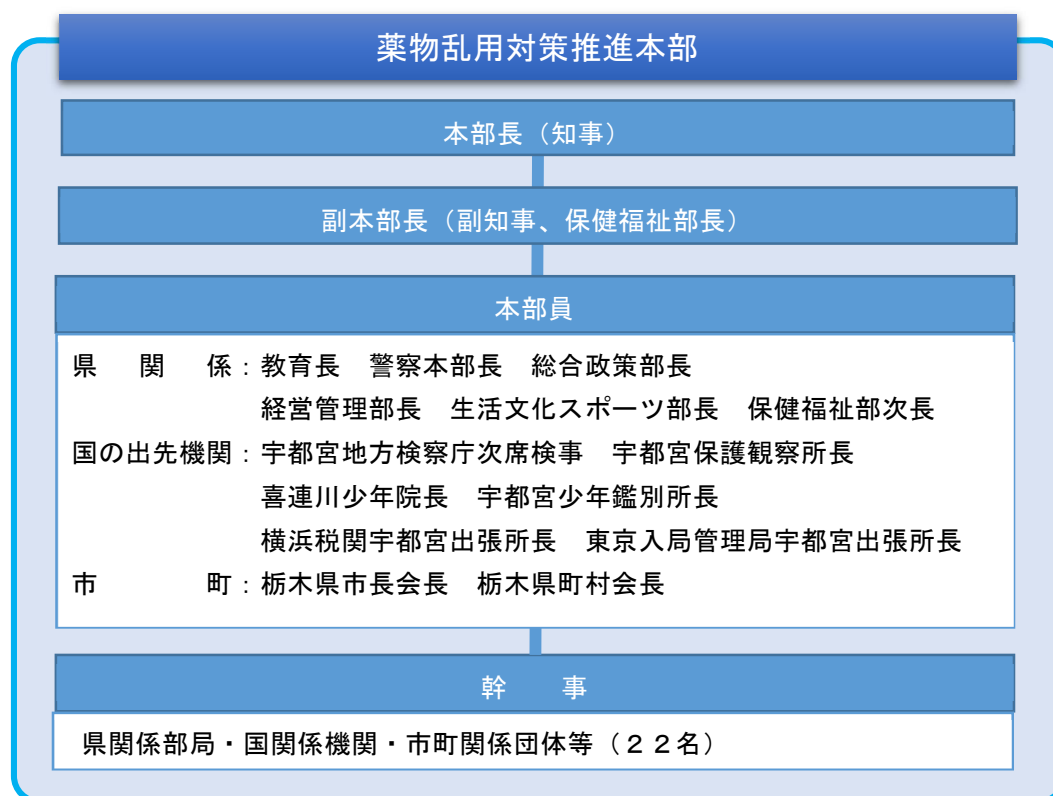 薬物乱用対策推進本部
本部長（知事）
副本部長（副知事、保健福祉部長）
本部員
県　関　係：教育長　警察本部長　総合政策部長
経営管理部長　生活文化スポーツ部長　保健福祉部次長
国の出先機関：宇都宮地方検察庁次席検事　宇都宮保護観察所長
喜連川少年院長　宇都宮少年鑑別所長
横浜税関宇都宮出張所長　東京入局管理局宇都宮出張所長
市　　　町：栃木県市長会長　栃木県町村会長
幹　　事
県関係部局・国関係機関・市町関係団体等（２２名）